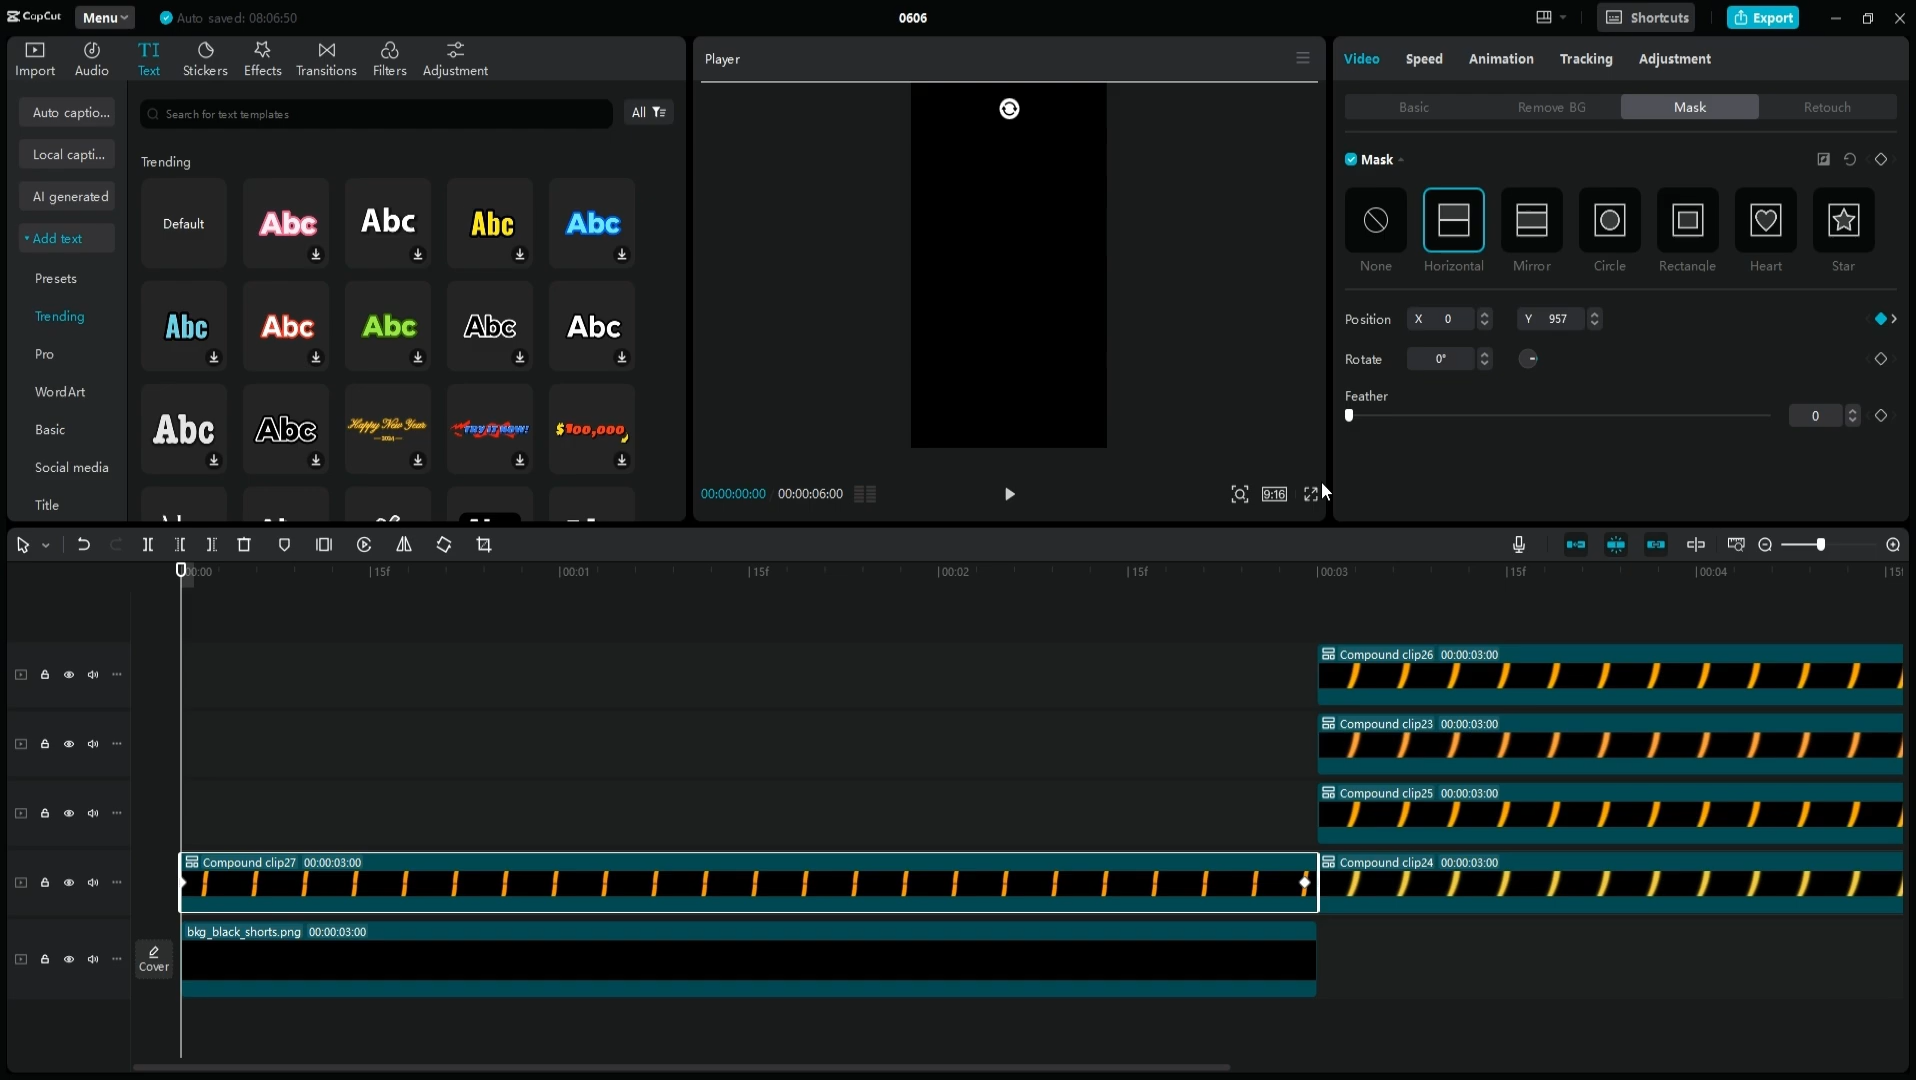 CapCut
Menu
Auto saved: 08:06:50
0606
Shortcuts
Export
Import
Audio
TI
Text
Stickers
Effects
Transitions
Filters
Adjustment
Auto captio...
Local capti...
AI generated
Add text
Presets
Trending
Pro
WordArt
Basic
Social media
Title
Search for text templates
All
Trending
Default
Abc
Abc
Abc
Abc
Abc
Abc
Abc
Abc
Abc
Abc
Abc
Happy New Year
TRY IT NOW!
$100,000
Player
00:00:00:00
00:00:06:00
9:16
Video
Speed
Animation
Tracking
Adjustment
Basic
Remove BG
Mask
Retouch
Mask
None
Horizontal
Mirror
Circle
Rectangle
Heart
Star
Position
X 0
Y 957
Rotate
0°
Feather
0
00:00
15f
00:01
15f
00:02
15f
00:03
15f
00:04
Compound clip26 00:00:03:00
Compound clip23 00:00:03:00
Compound clip25 00:00:03:00
Compound clip27 00:00:03:00
Compound clip24 00:00:03:00
bkg_black_shorts.png 00:00:03:00
Cover